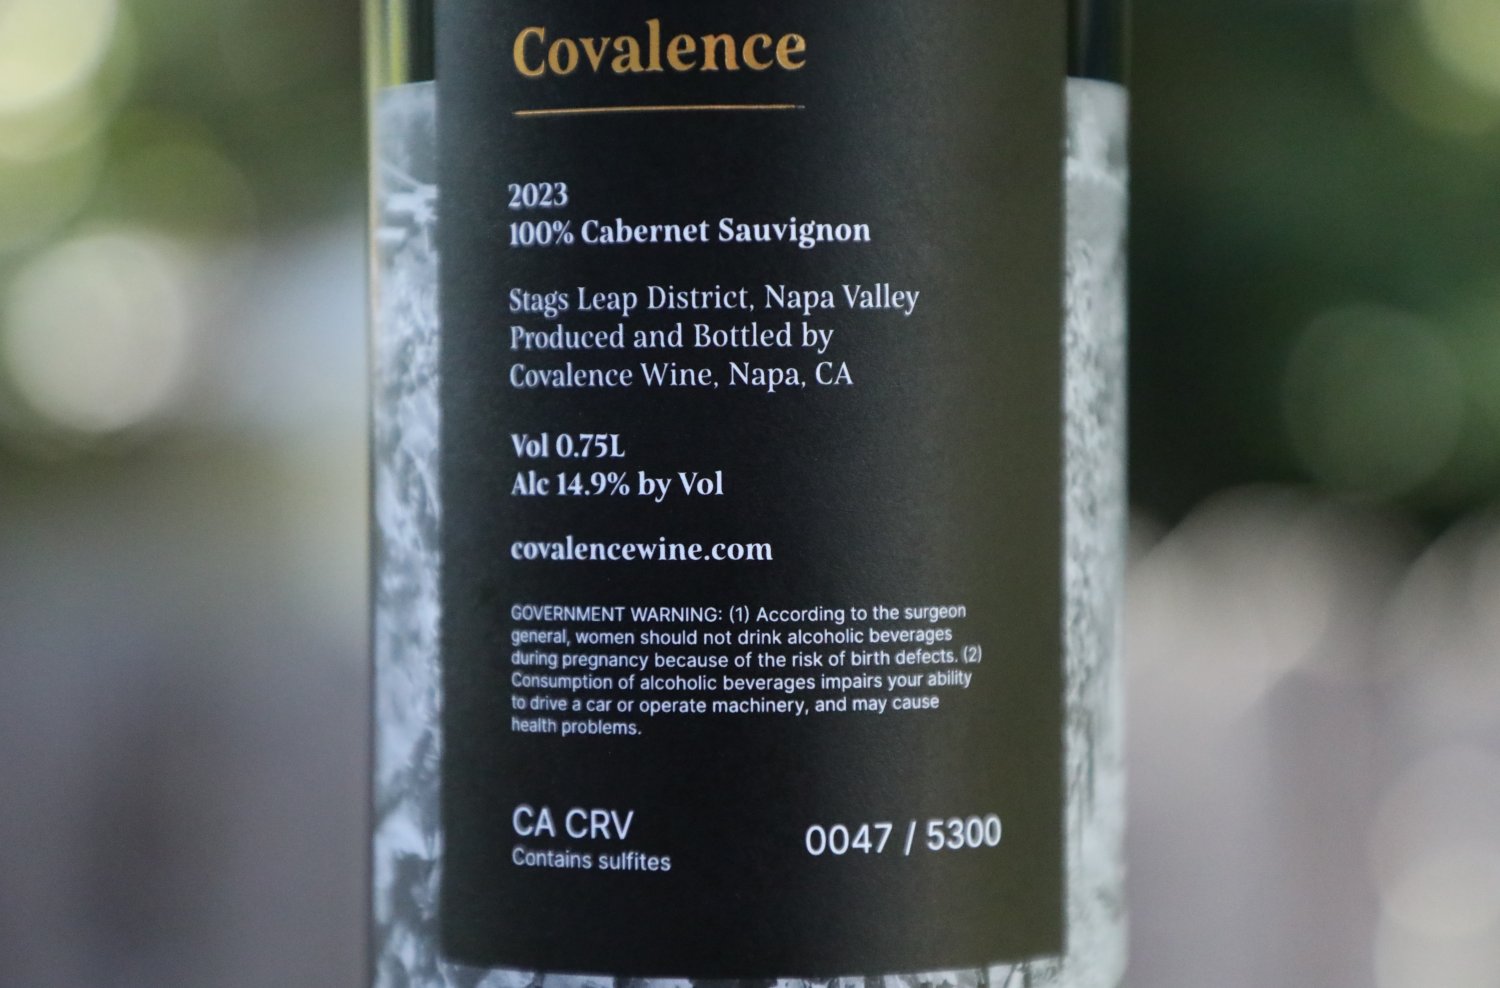 Covalence
2023
100% Cabernet Sauvignon
Stags Leap District, Napa Valley
Produced and Bottled by
Covalence Wine, Napa, CA
Vol 0.75L
Alc 14.9% by Vol
covalencewine.com
GOVERNMENT WARNING: (1) According to the surgeon
general, women should not drink alcoholic beverages
during pregnancy because of the risk of birth defects. (2)
Consumption of alcoholic beverages impairs your ability
to drive a car or operate machinery, and may cause
health problems.
CA CRV
Contains sulfites
0047 / 5300